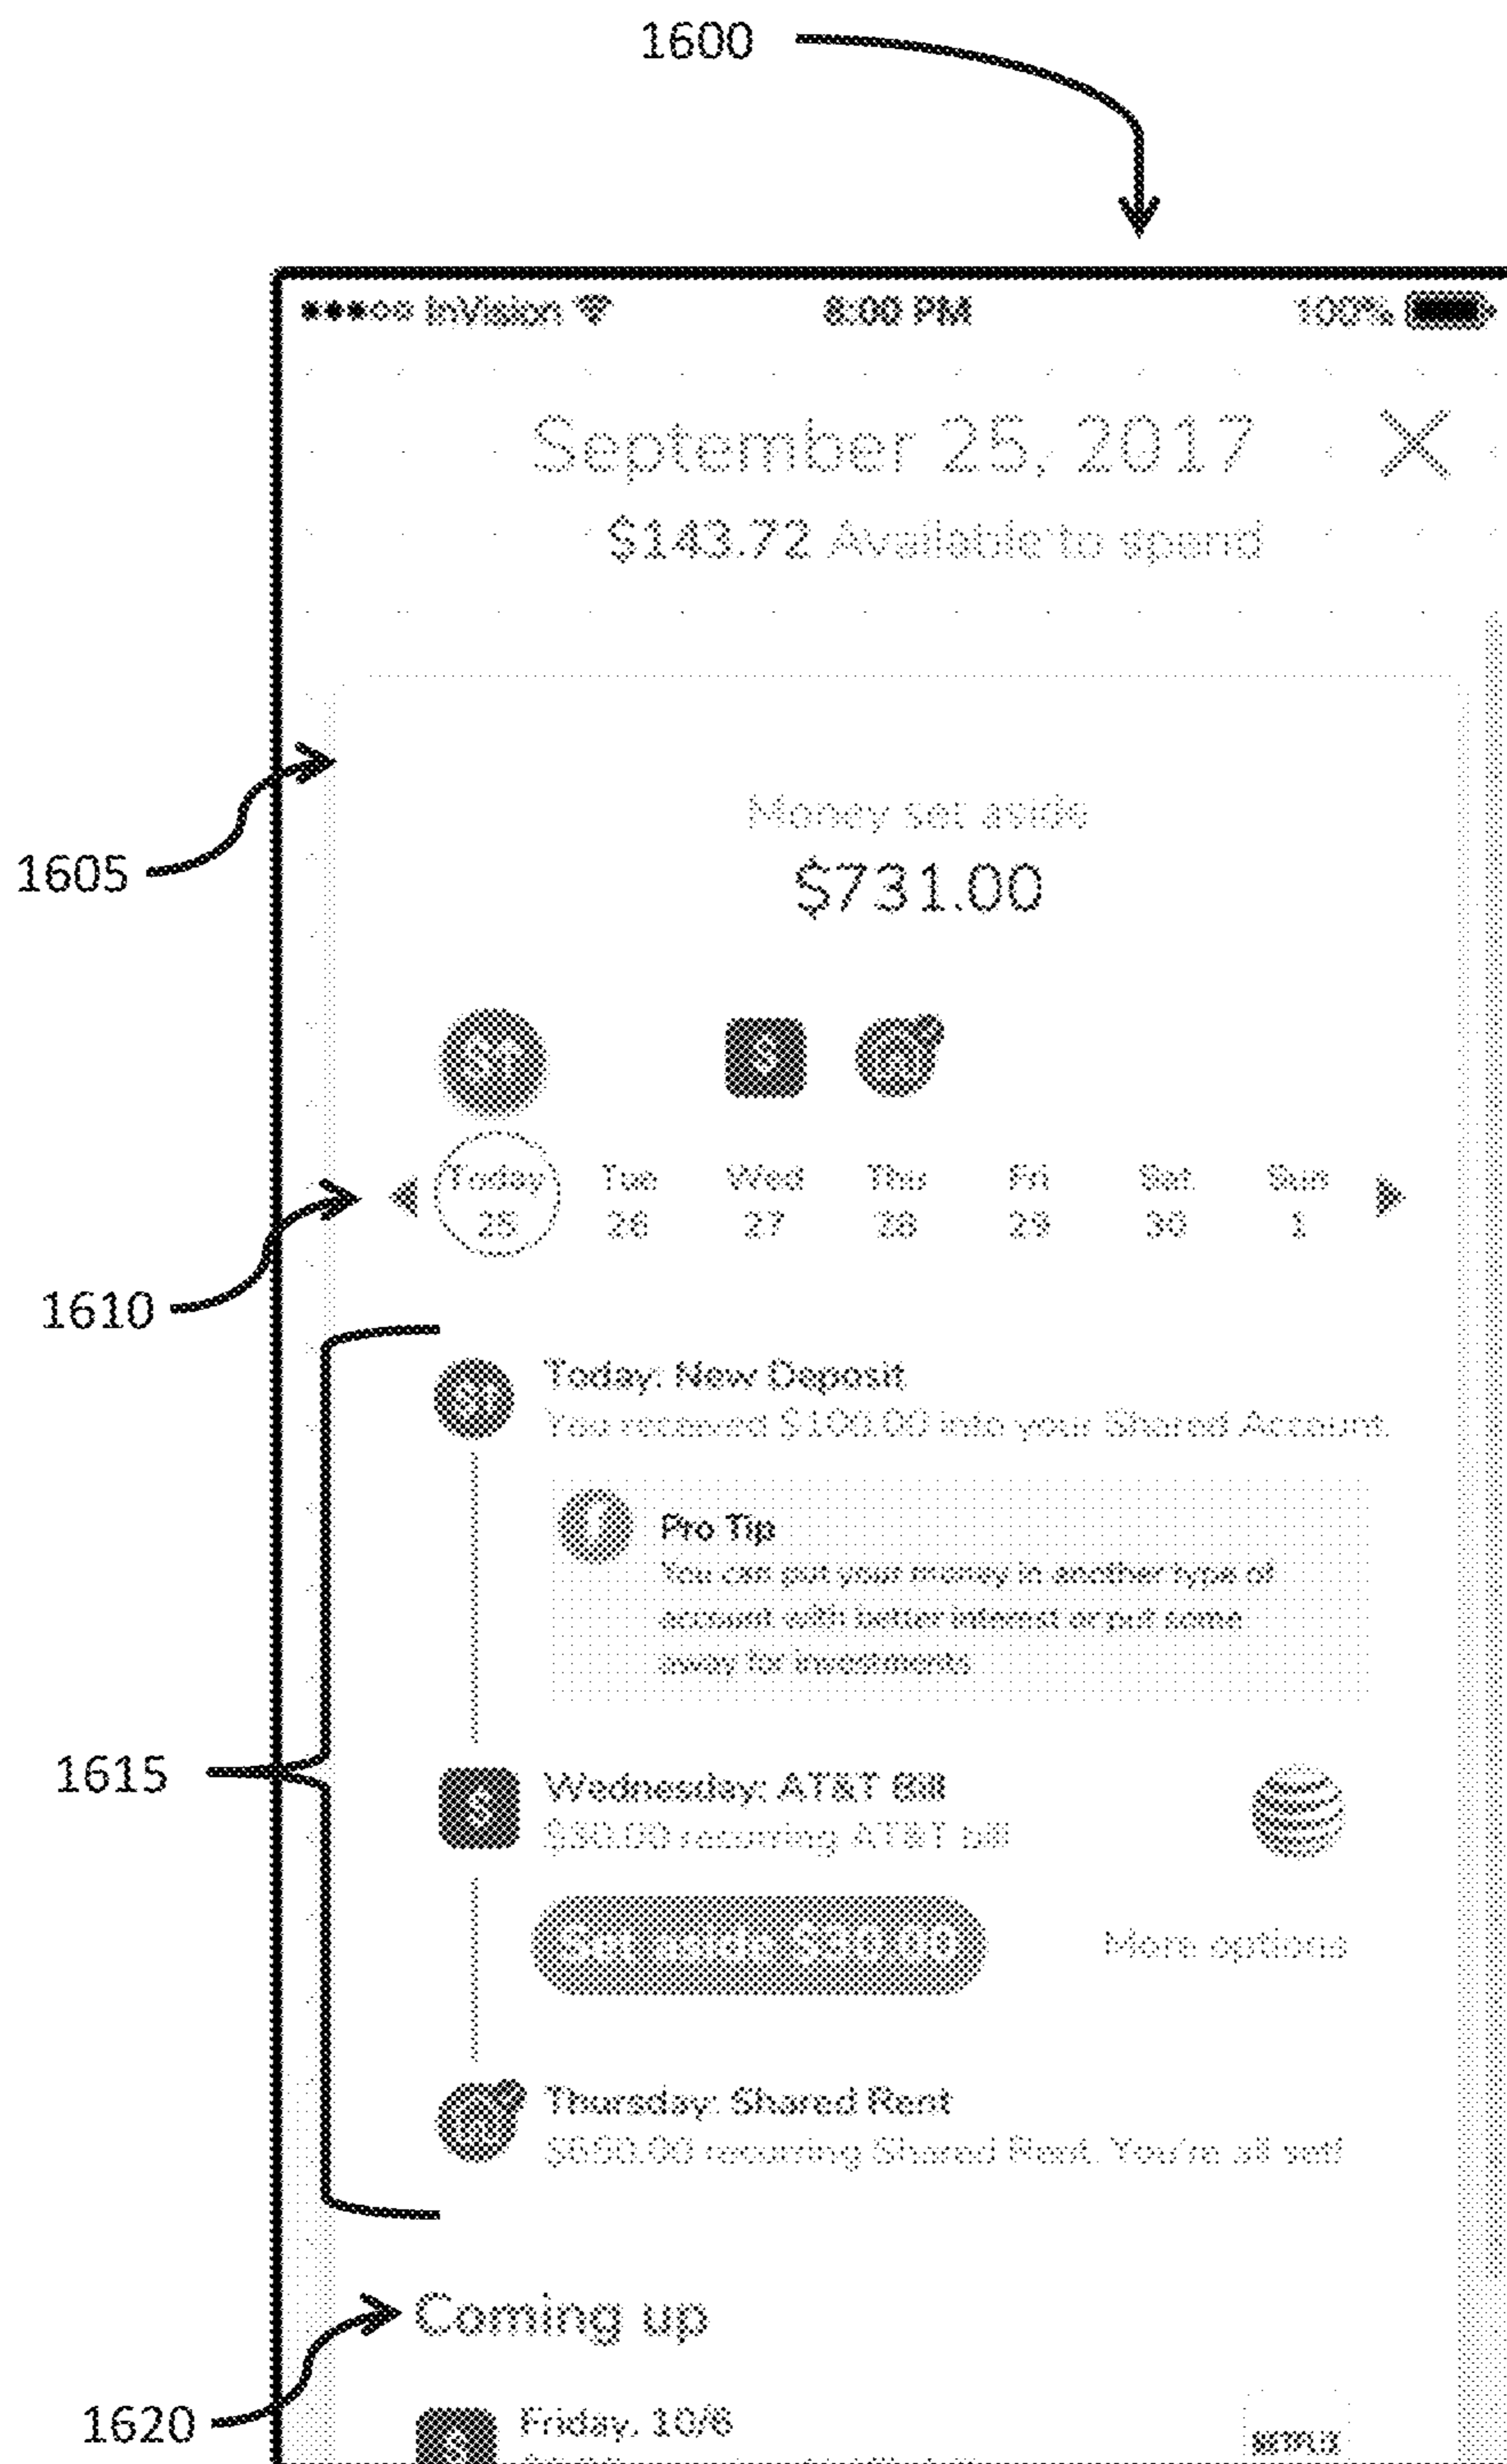 1600
InVision 8:00 PM 100%
September 25, 2017
$143.72 Available to spend
1605
Money set aside
$731.00
$
Today Tue Wed Thu Fri Sat Sun
25 26 27 28 29 30 1
1610
Today: New Deposit
You received $100.00 into your Shared Account.
Pro Tip
You can put your money in another type of
account with better interest or put some
away for investments
1615
$ Wednesday: AT&T Bill
$30.00 recurring AT&T bill
Set aside $30.00 More options
Thursday: Shared Rent
$690.00 recurring Shared Rent. You're all set!
Coming up
1620
$ Friday, 10/6 NETFLIX